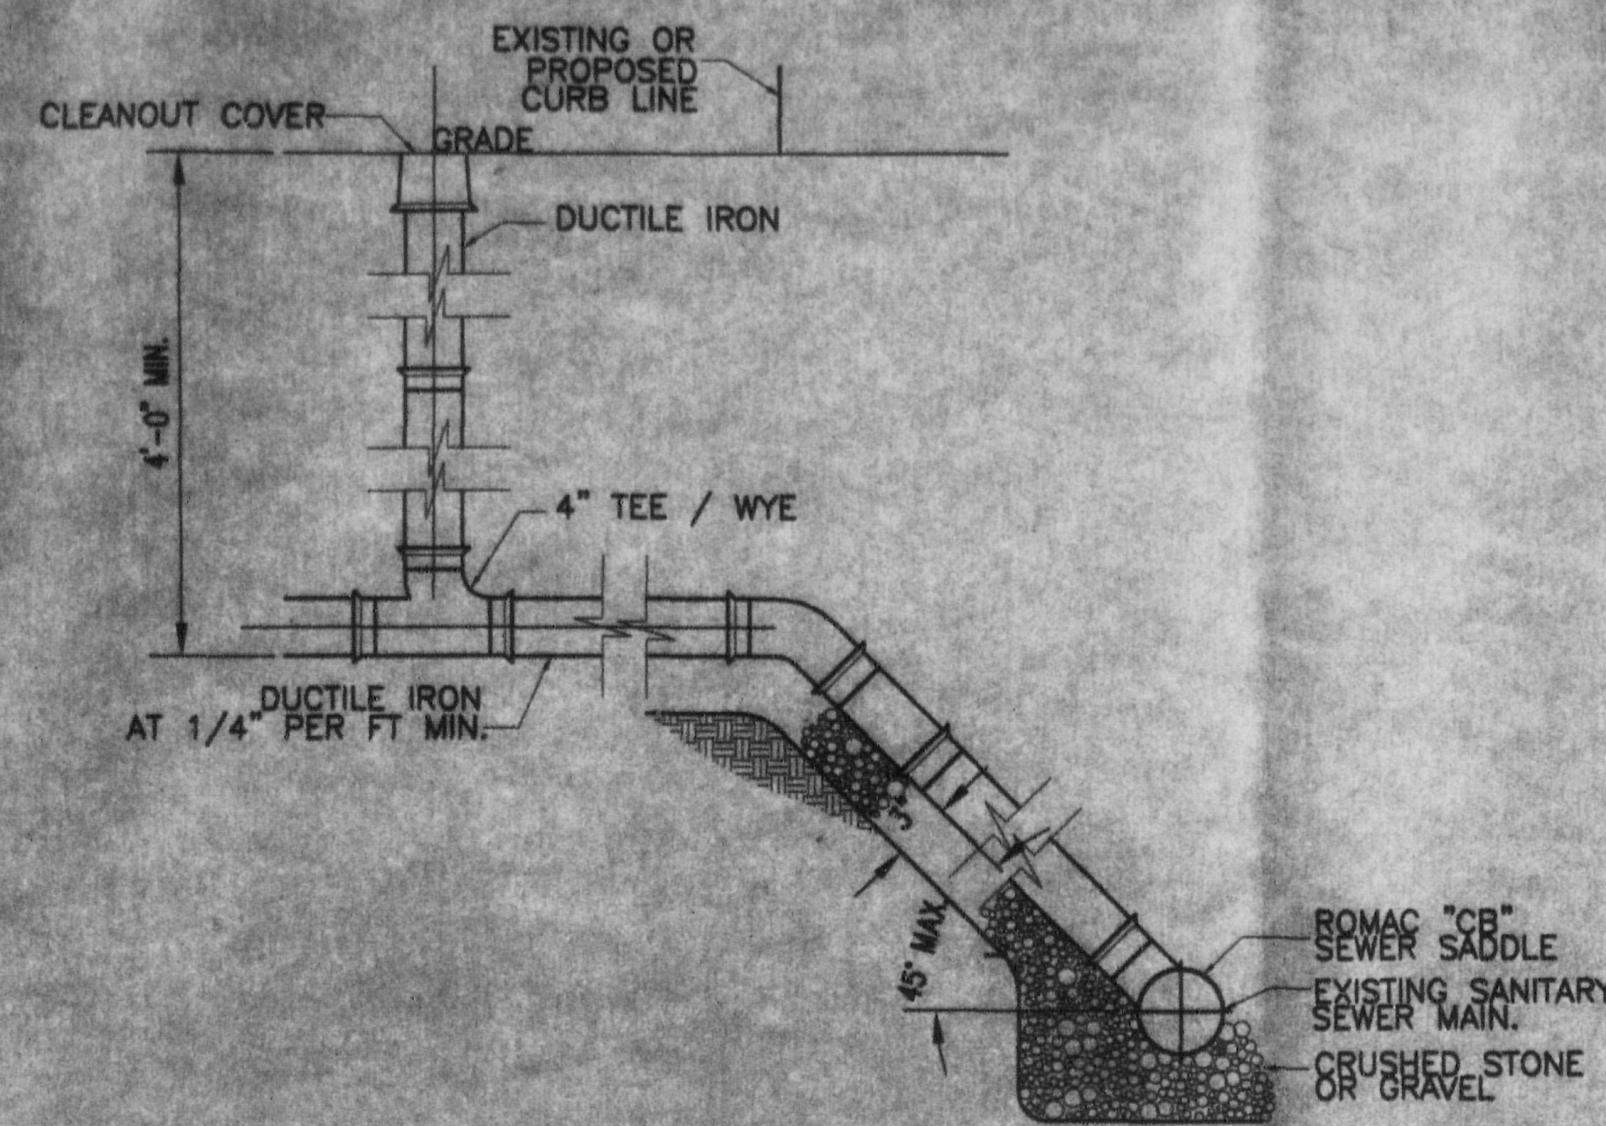 EXISTING OR
PROPOSED
CURB LINE
CLEANOUT COVER
GRADE
DUCTILE IRON
4'-0" MIN.
4" TEE / WYE
DUCTILE IRON
AT 1/4" PER FT MIN.
3"
45° MAX
ROMAC "CB"
SEWER SADDLE
EXISTING SANITARY
SEWER MAIN.
CRUSHED STONE
OR GRAVEL